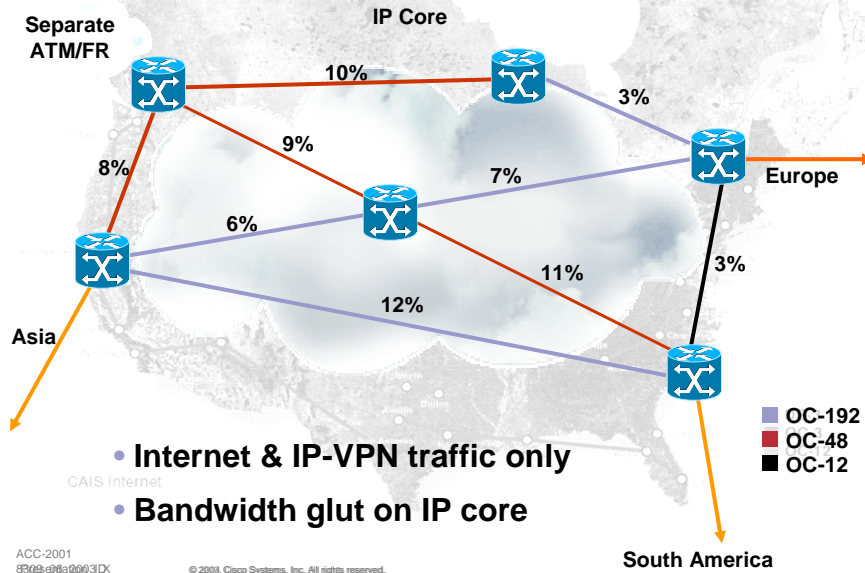 Separate
ATM/FR
IP Core
10%
3%
9%
7%
8%
Europe
6%
3%
11%
12%
Asia
OC-192
OC-48
OC-12
• Internet & IP-VPN traffic only
CAIS Internet
• Bandwidth glut on IP core
ACC-2001
© 2003, Cisco Systems, Inc. All rights reserved.
South America